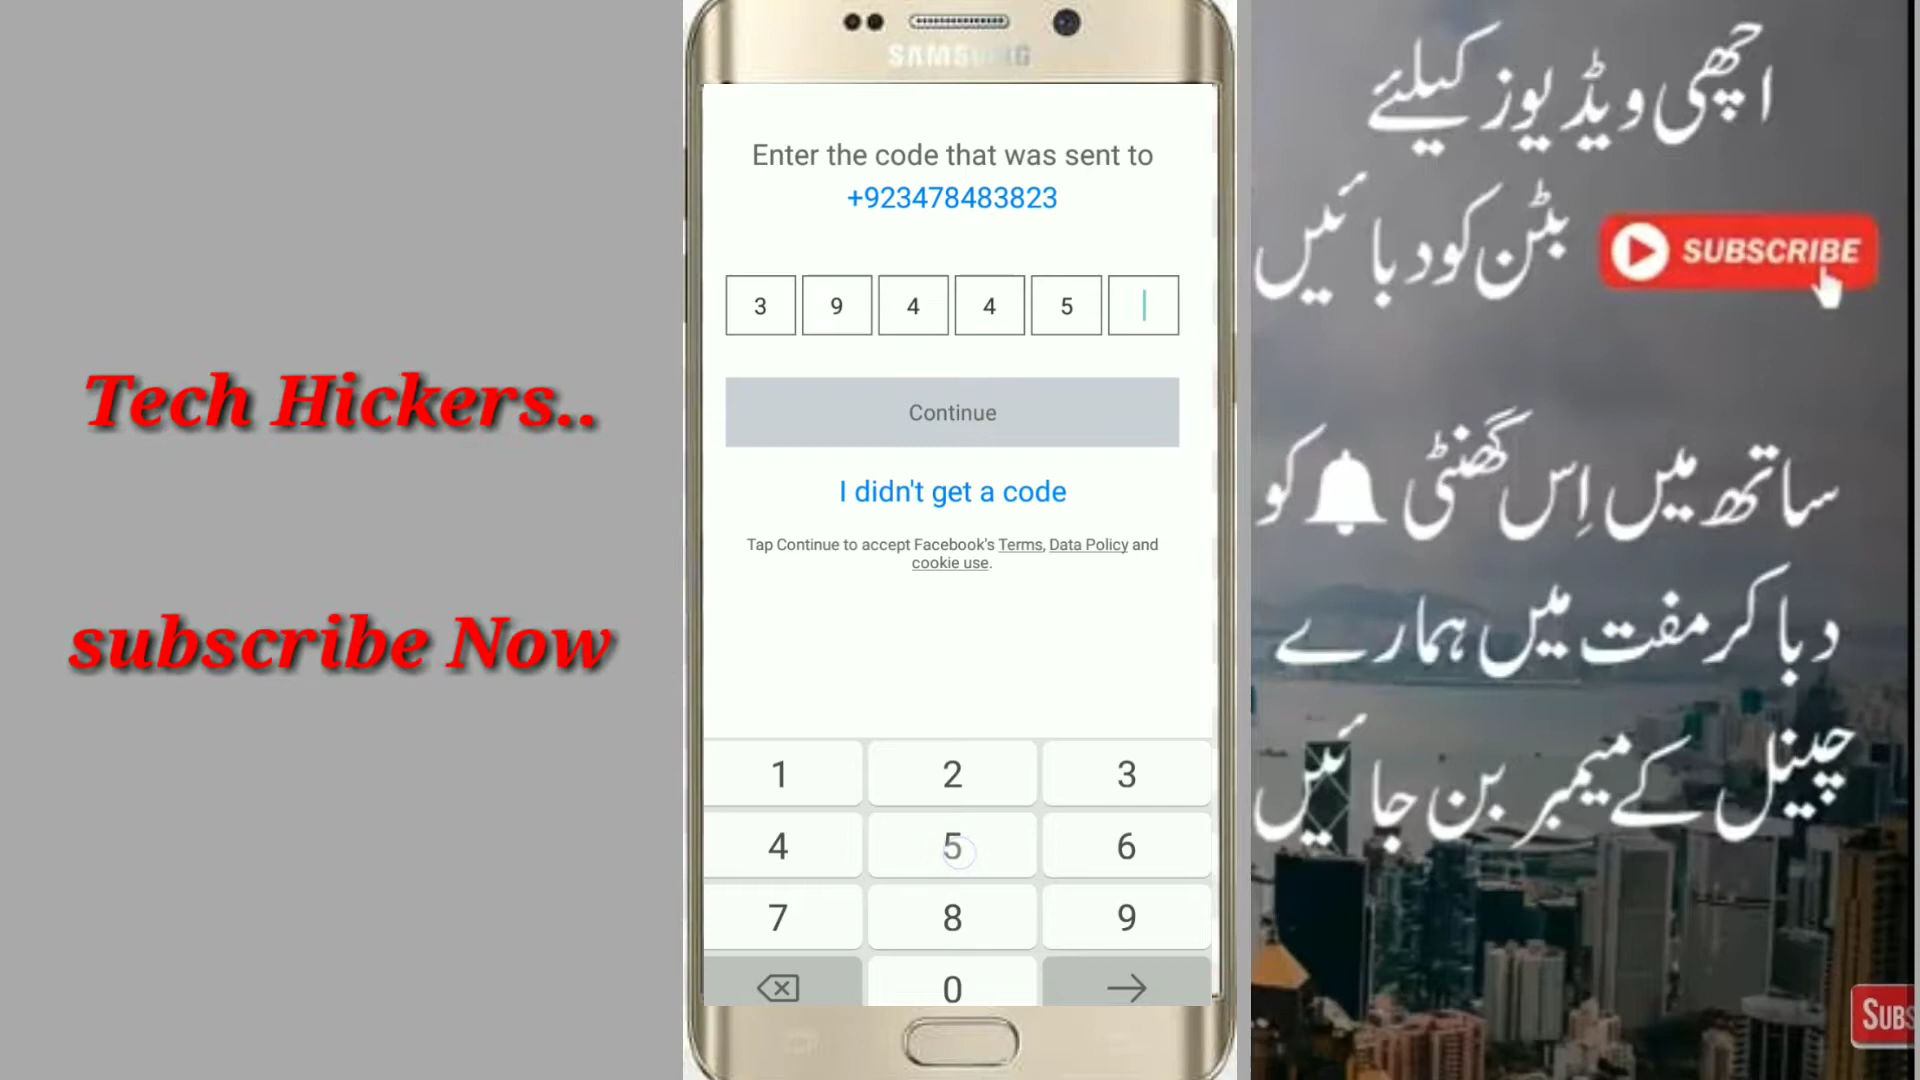 Tech Hickers..
subscribe Now
SAMSUNG
Enter the code that was sent to
+923478483823
3 9 4 4 5
Continue
I didn't get a code
Tap Continue to accept Facebook's Terms, Data Policy and
cookie use.
1 2 3
4 5 6
7 8 9
0
اچھی ویڈیوز کیلئے
بٹن کو دبائیں
SUBSCRIBE
ساتھ میں اِس گھنٹی کو
دبا کر مفت میں ہمارے
چینل کے میمبر بن جائیں
SUBS